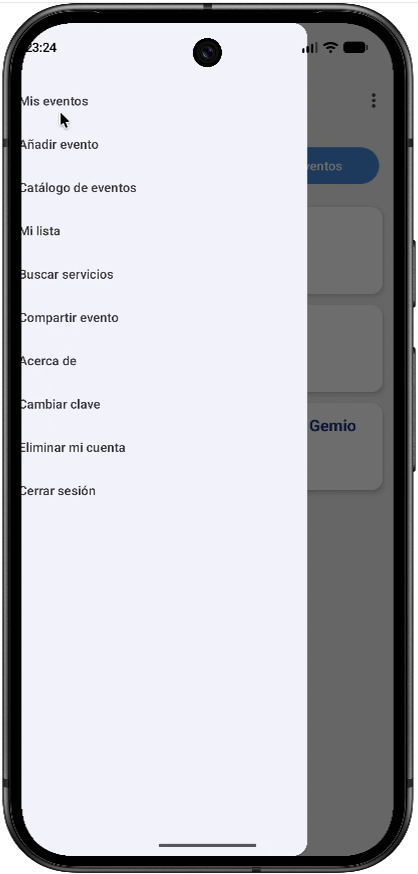 23:24
Mis eventos
Añadir evento
ventos
Catálogo de eventos
Mi lista
Buscar servicios
Compartir evento
Acerca de
Cambiar clave
Gemio
Eliminar mi cuenta
Cerrar sesión